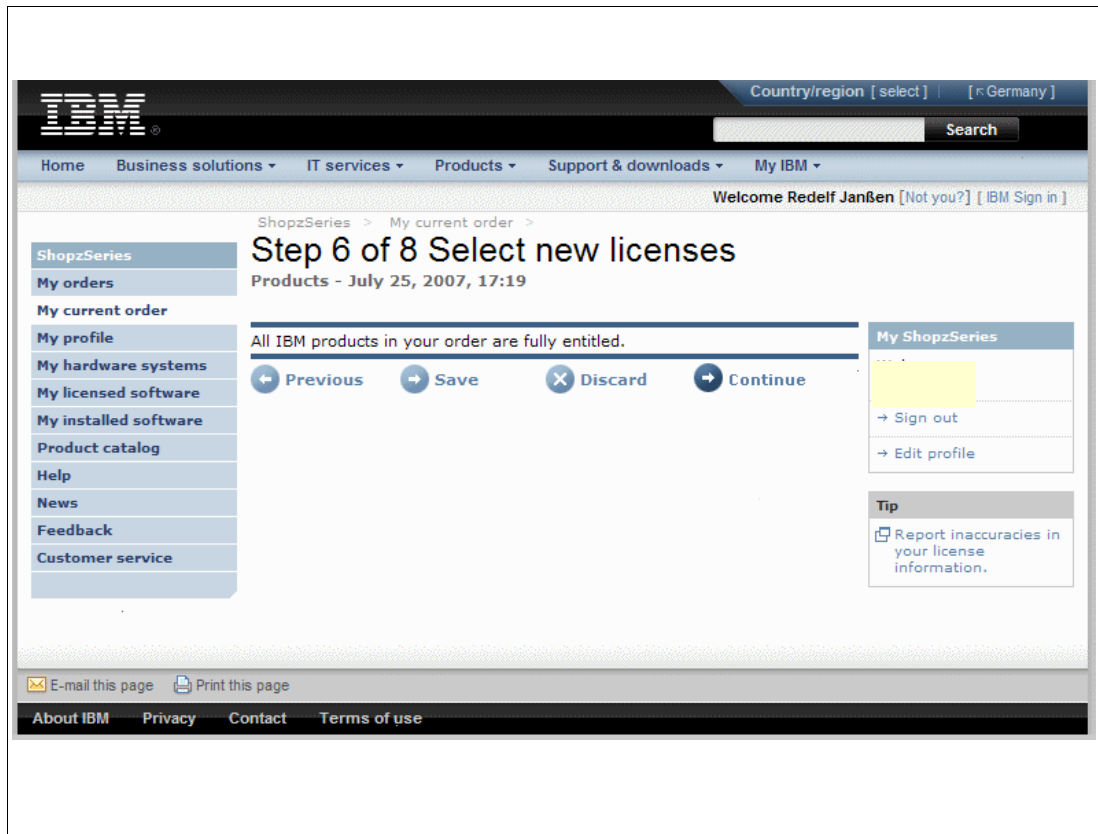 Country/region [ select ] | [ Germany ]
IBM ®
Search
Home Business solutions IT services Products Support & downloads My IBM
Welcome Redelf Janßen [Not you?] [ IBM Sign in ]
ShopzSeries > My current order >
Step 6 of 8 Select new licenses
Products - July 25, 2007, 17:19
ShopzSeries
My orders
My current order
My profile
My hardware systems
My licensed software
My installed software
Product catalog
Help
News
Feedback
Customer service
All IBM products in your order are fully entitled.
Previous Save Discard Continue
My ShopzSeries
→ Sign out
→ Edit profile
Tip
Report inaccuracies in
your license
information.
E-mail this page Print this page
About IBM Privacy Contact Terms of use